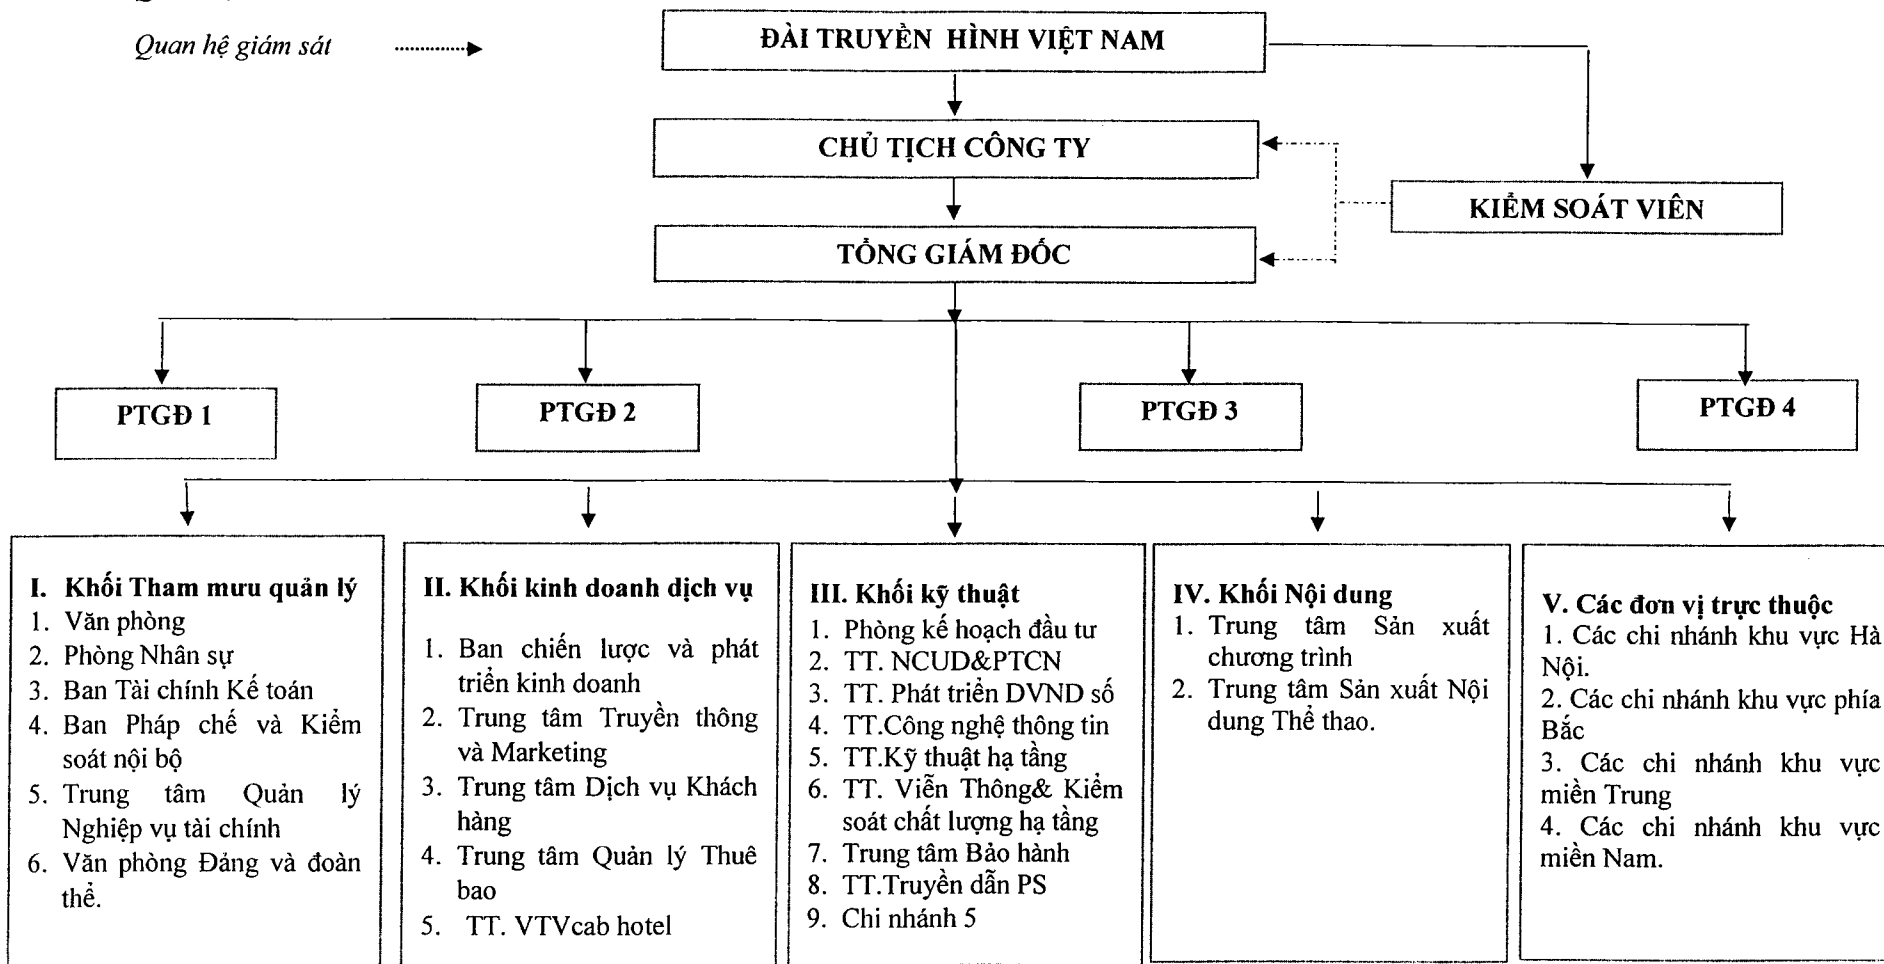 Quan hệ giám sát
ĐÀI TRUYỀN HÌNH VIỆT NAM
CHỦ TỊCH CÔNG TY
KIỂM SOÁT VIÊN
TỔNG GIÁM ĐỐC
PTGĐ 1
PTGĐ 2
PTGĐ 3
PTGĐ 4
I. Khối Tham mưu quản lý
1. Văn phòng
2. Phòng Nhân sự
3. Ban Tài chính Kế toán
4. Ban Pháp chế và Kiểm
soát nội bộ
5. Trung tâm Quản lý
Nghiệp vụ tài chính
6. Văn phòng Đảng và đoàn
thể.
II. Khối kinh doanh dịch vụ
1. Ban chiến lược và phát
triển kinh doanh
2. Trung tâm Truyền thông
và Marketing
3. Trung tâm Dịch vụ Khách
hàng
4. Trung tâm Quản lý Thuê
bao
5. TT. VTVcab hotel
III. Khối kỹ thuật
1. Phòng kế hoạch đầu tư
2. TT. NCUD&PTCN
3. TT. Phát triển DVND số
4. TT.Công nghệ thông tin
5. TT.Kỹ thuật hạ tầng
6. TT. Viễn Thông& Kiểm
soát chất lượng hạ tầng
7. Trung tâm Bảo hành
8. TT.Truyền dẫn PS
9. Chi nhánh 5
IV. Khối Nội dung
1. Trung tâm Sản xuất
chương trình
2. Trung tâm Sản xuất Nội
dung Thể thao.
V. Các đơn vị trực thuộc
1. Các chi nhánh khu vực Hà
Nội.
2. Các chi nhánh khu vực phía
Bắc
3. Các chi nhánh khu vực
miền Trung
4. Các chi nhánh khu vực
miền Nam.